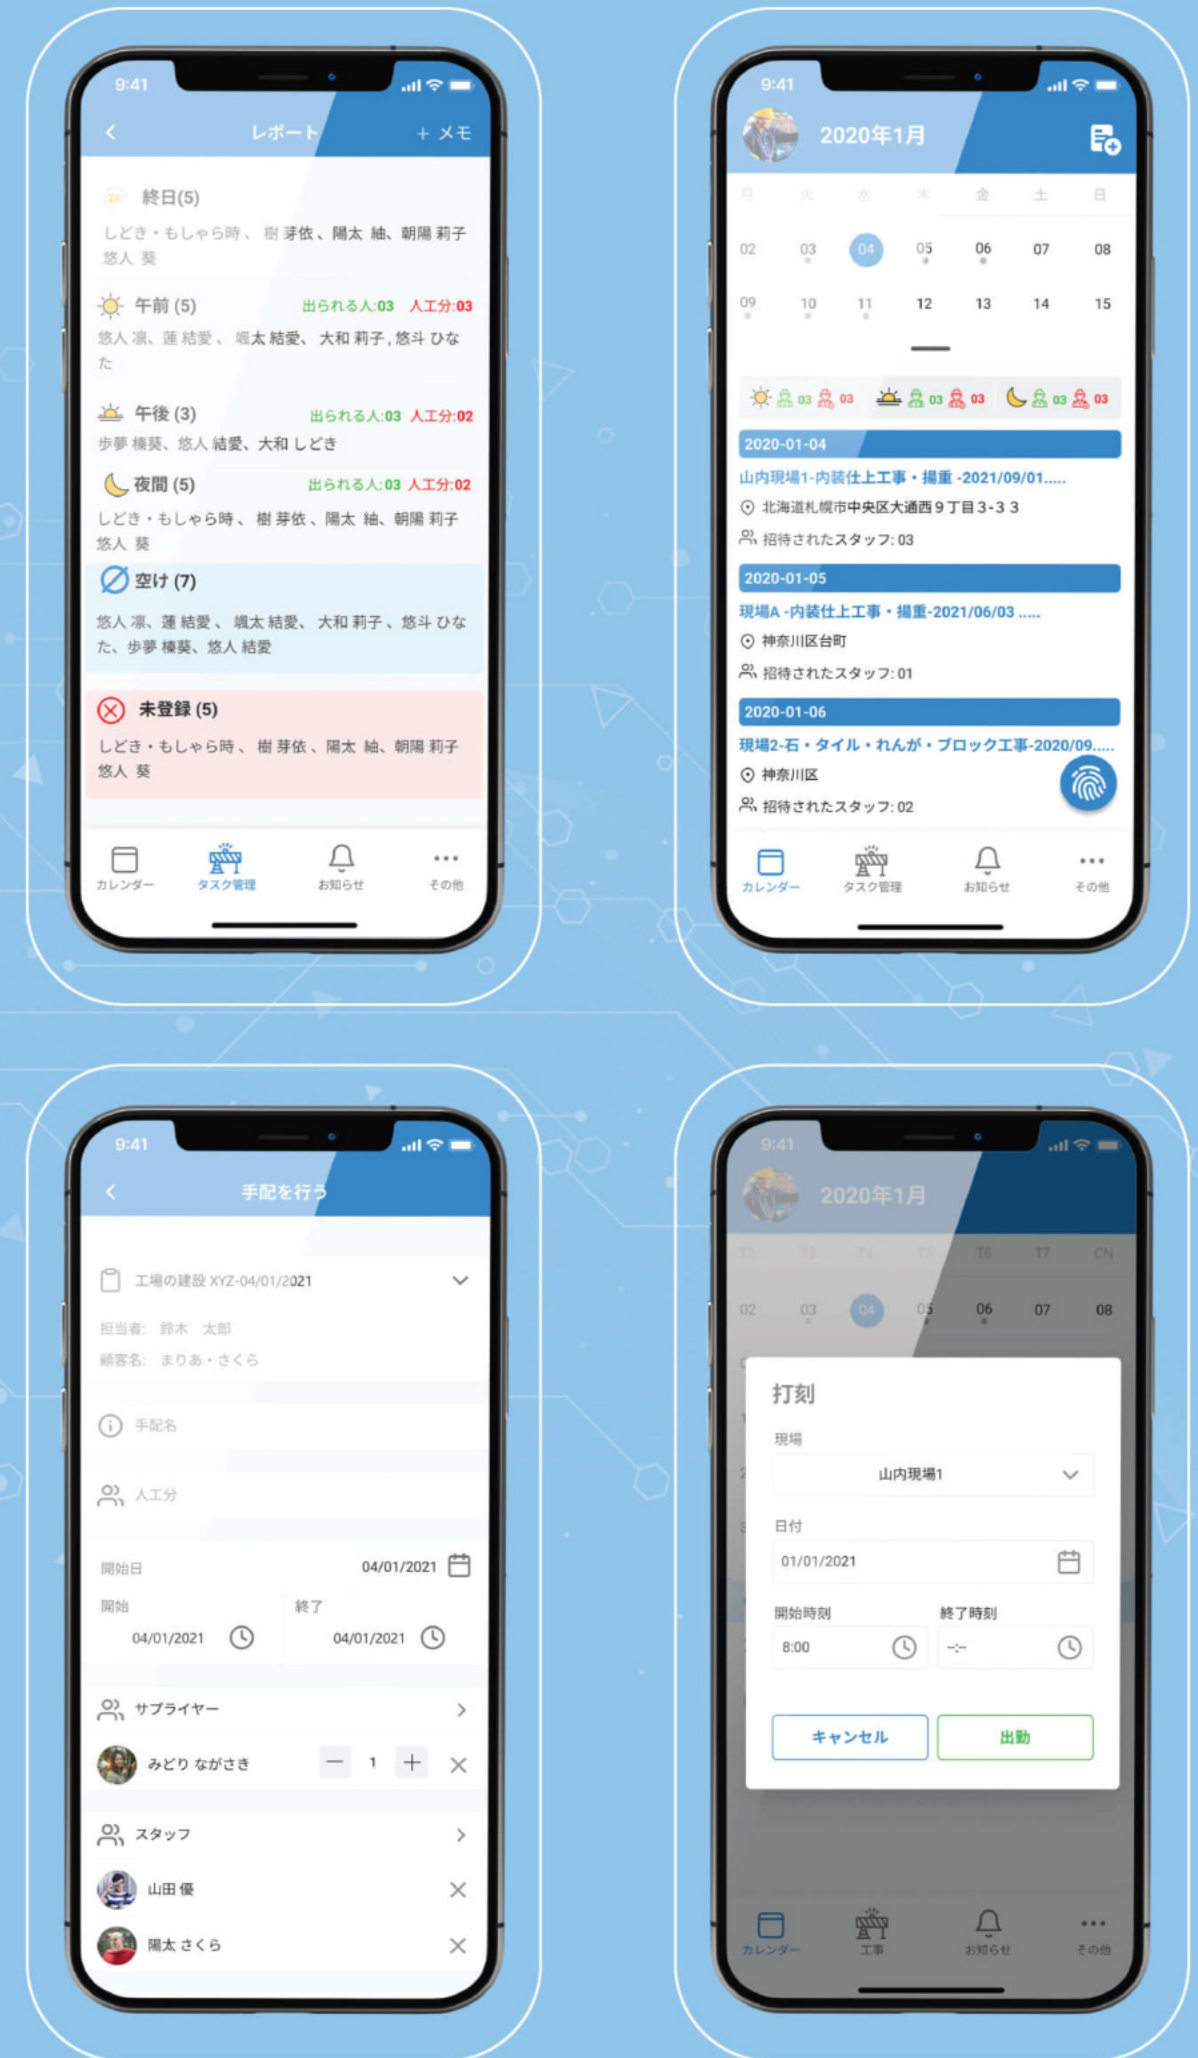 9:41
レポート
+ メモ
24
終日(5)
しどき・もしゃら時、 樹 芽依、陽太 紬、朝陽 莉子
悠人 葵
午前 (5)
出られる人:03 人工分:03
悠人 凛、蓮 結愛 、 颯太 結愛、 大和 莉子 , 悠斗 ひな
た
午後 (3)
出られる人:03 人工分:02
歩夢 榛葵、悠人 結愛、大和 しどき
夜間 (5)
出られる人:03 人工分:02
しどき・もしゃら時 、 樹 芽依 、陽太 紬、朝陽 莉子
悠人 葵
空け (7)
悠人 凛、蓮 結愛 、 颯太 結愛、 大和 莉子 、悠斗 ひな
た、歩夢 榛葵、悠人 結愛
未登録 (5)
しどき・もしゃら時 、 樹 芽依 、陽太 紬、朝陽 莉子
悠人 葵
カレンダー
タスク管理
お知らせ
その他
9:41
2020年1月
月 火 水 木 金 土 日
02 03 04 05 06 07 08
09 10 11 12 13 14 15
03 03 03 03 03 03
2020-01-04
山内現場1-内装仕上工事・揚重 -2021/09/01.....
北海道札幌市中央区大通西９丁目３-３３
招待されたスタッフ: 03
2020-01-05
現場A -内装仕上工事・揚重-2021/06/03 .....
神奈川区台町
招待されたスタッフ: 01
2020-01-06
現場2-石・タイル・れんが・ブロック工事-2020/09.....
神奈川区
招待されたスタッフ: 02
カレンダー
タスク管理
お知らせ
その他
9:41
手配を行う
工場の建設 XYZ-04/01/2021
担当者: 鈴木 太郎
顧客名: まりあ・さくら
手配名
人工分
開始日
04/01/2021
開始
終了
04/01/2021
04/01/2021
サプライヤー
みどり ながさき
1
スタッフ
山田 優
陽太 さくら
9:41
2020年1月
T2 T3 T4 T5 T6 T7 CN
02 03 04 05 06 07 08
打刻
現場
山内現場1
日付
01/01/2021
開始時刻
終了時刻
8:00
--:--
キャンセル
出勤
カレンダー
工事
お知らせ
その他